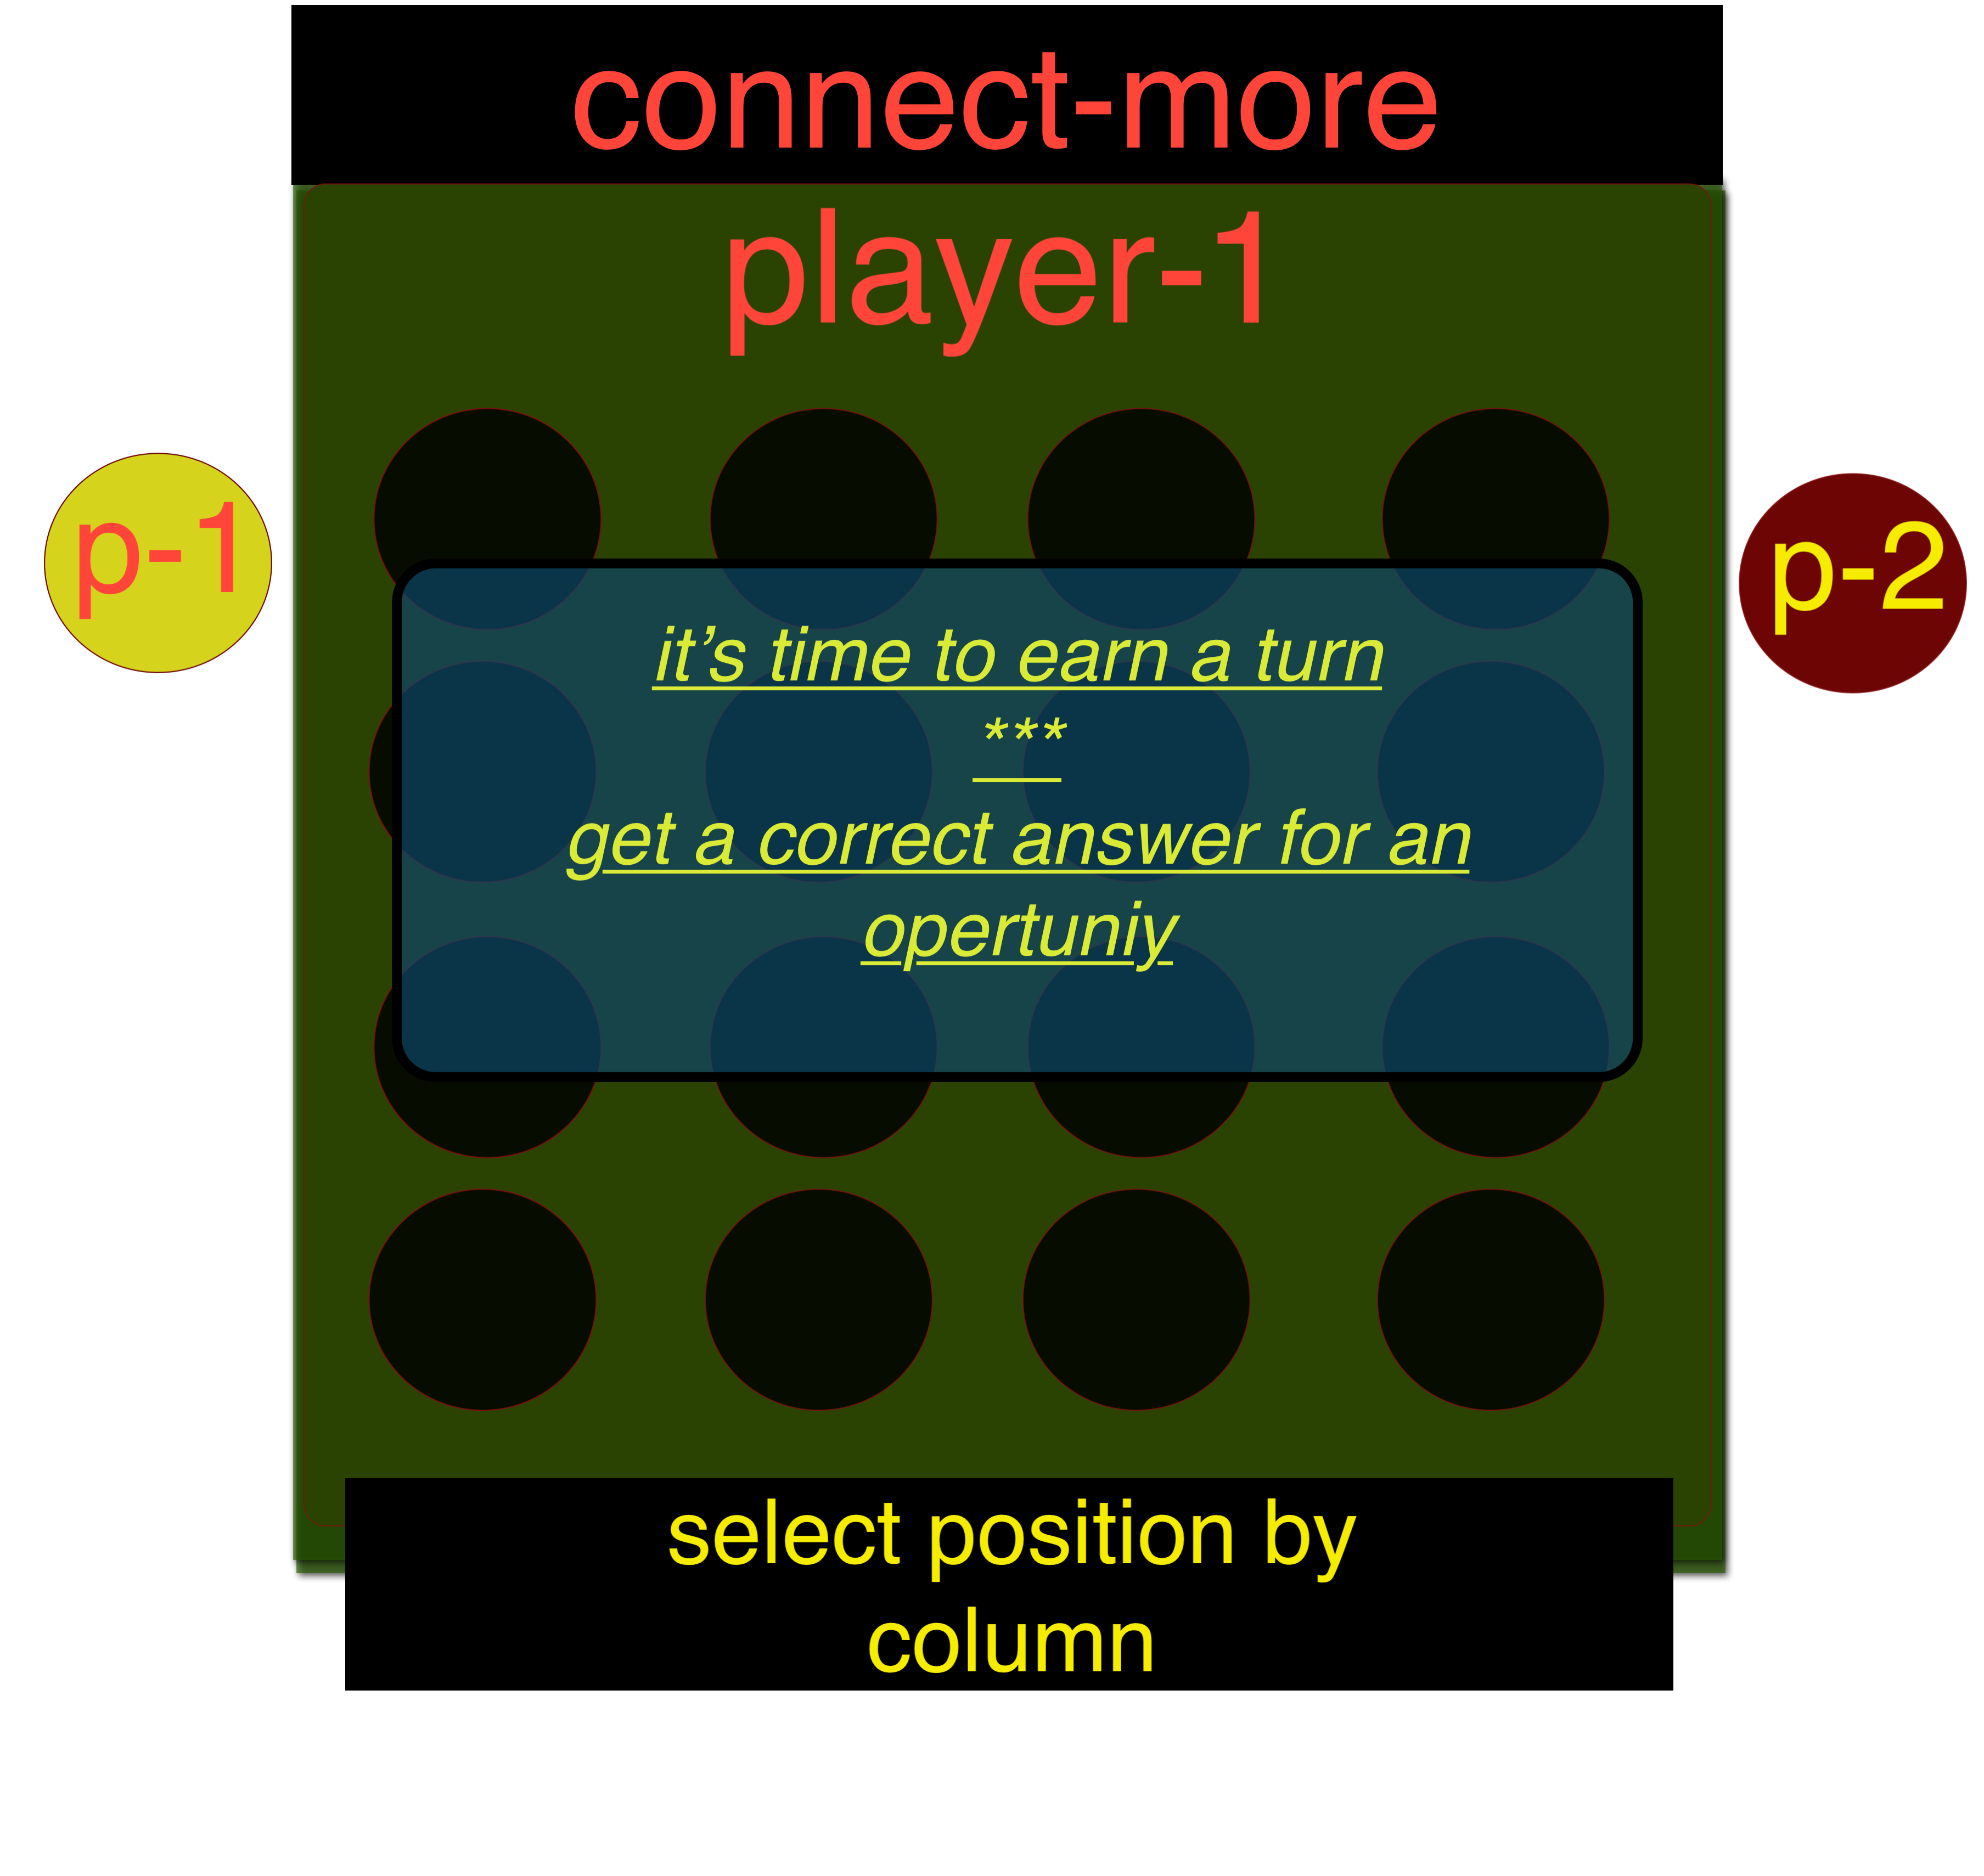 connect-more
player-1
p-1
p-2
it’s time to earn a turn
***
get a correct answer for an
opertuniy
select position by
column